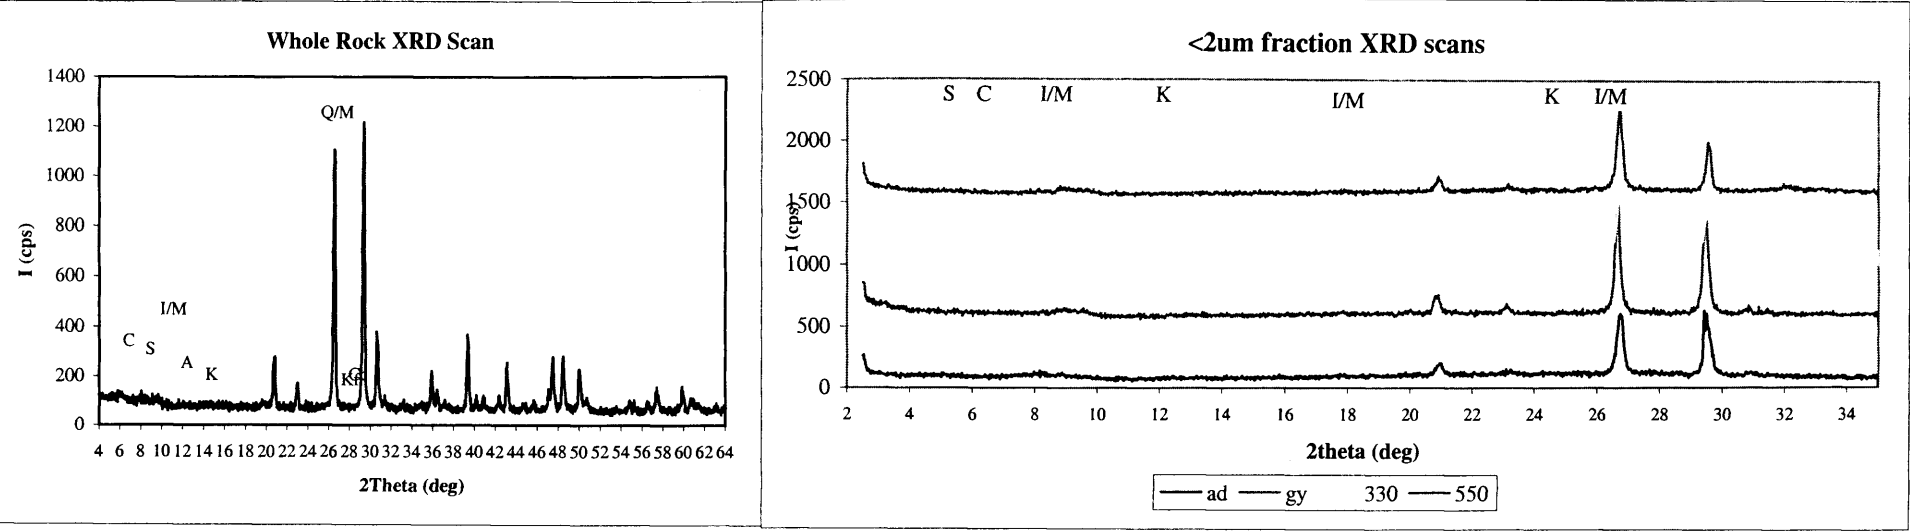 Whole Rock XRD Scan
1400
1200
1000
800
600
400
200
0
I (cps)
Q/M
I/M
C
S
A
K
4 6 8 10 12 14 16 18 20 22 24 26 28 30 32 34 36 38 40 42 44 46 48 50 52 54 56 58 60 62 64
2Theta (deg)
<2um fraction XRD scans
2500
2000
1500
1000
500
0
I (cps)
S C I/M K I/M K I/M
2 4 6 8 10 12 14 16 18 20 22 24 26 28 30 32 34
2theta (deg)
ad gy 330 550